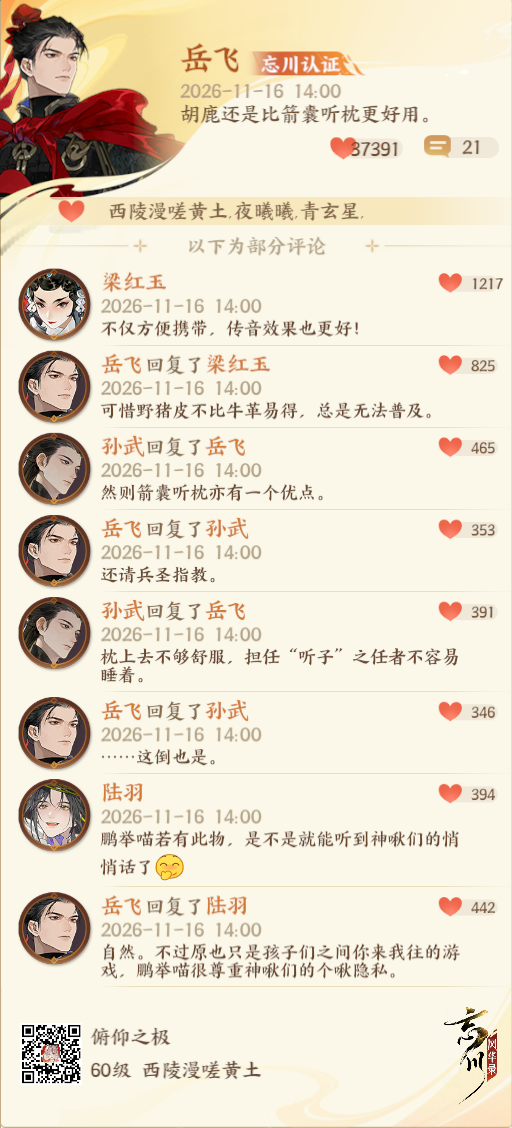 岳飞 忘川认证
2026-11-16 14:00
胡鹿还是比箭囊听枕更好用。
37391 21
西陵漫嗟黄土,夜曦曦,青玄星,
以下为部分评论
梁红玉 1217
2026-11-16 14:00
不仅方便携带，传音效果也更好!
岳飞回复了梁红玉 825
2026-11-16 14:00
可惜野猪皮不比牛革易得，总是无法普及。
孙武回复了岳飞 465
2026-11-16 14:00
然则箭囊听枕亦有一个优点。
岳飞回复了孙武 353
2026-11-16 14:00
还请兵圣指教。
孙武回复了岳飞 391
2026-11-16 14:00
枕上去不够舒服，担任“听子”之任者不容易
睡着。
岳飞回复了孙武 346
2026-11-16 14:00
……这倒也是。
陆羽 394
2026-11-16 14:00
鹏举喵若有此物，是不是就能听到神啾们的悄
悄话了
岳飞回复了陆羽 442
2026-11-16 14:00
自然。不过原也只是孩子们之间你来我往的游
戏，鹏举喵很尊重神啾们的个啾隐私。
俯仰之极
60级 西陵漫嗟黄土
忘川
风华录